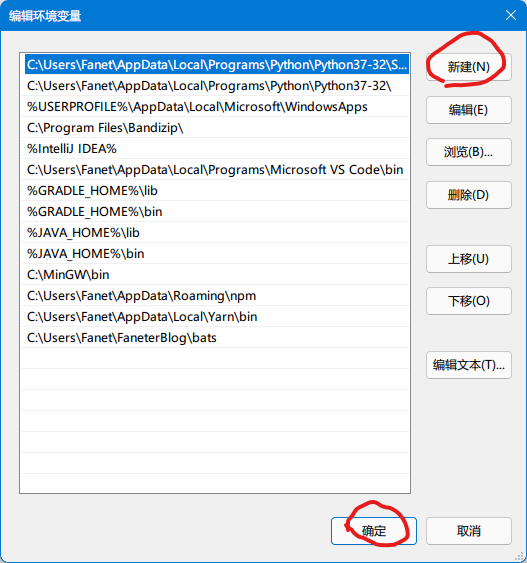 编辑环境变量
C:\Users\Fanet\AppData\Local\Programs\Python\Python37-32\S...
C:\Users\Fanet\AppData\Local\Programs\Python\Python37-32\
%USERPROFILE%\AppData\Local\Microsoft\WindowsApps
C:\Program Files\Bandizip\
%IntelliJ IDEA%
C:\Users\Fanet\AppData\Local\Programs\Microsoft VS Code\bin
%GRADLE_HOME%\lib
%GRADLE_HOME%\bin
%JAVA_HOME%\lib
%JAVA_HOME%\bin
C:\MinGW\bin
C:\Users\Fanet\AppData\Roaming\npm
C:\Users\Fanet\AppData\Local\Yarn\bin
C:\Users\Fanet\FaneterBlog\bats
新建(N)
编辑(E)
浏览(B)...
删除(D)
上移(U)
下移(O)
编辑文本(T)...
确定
取消